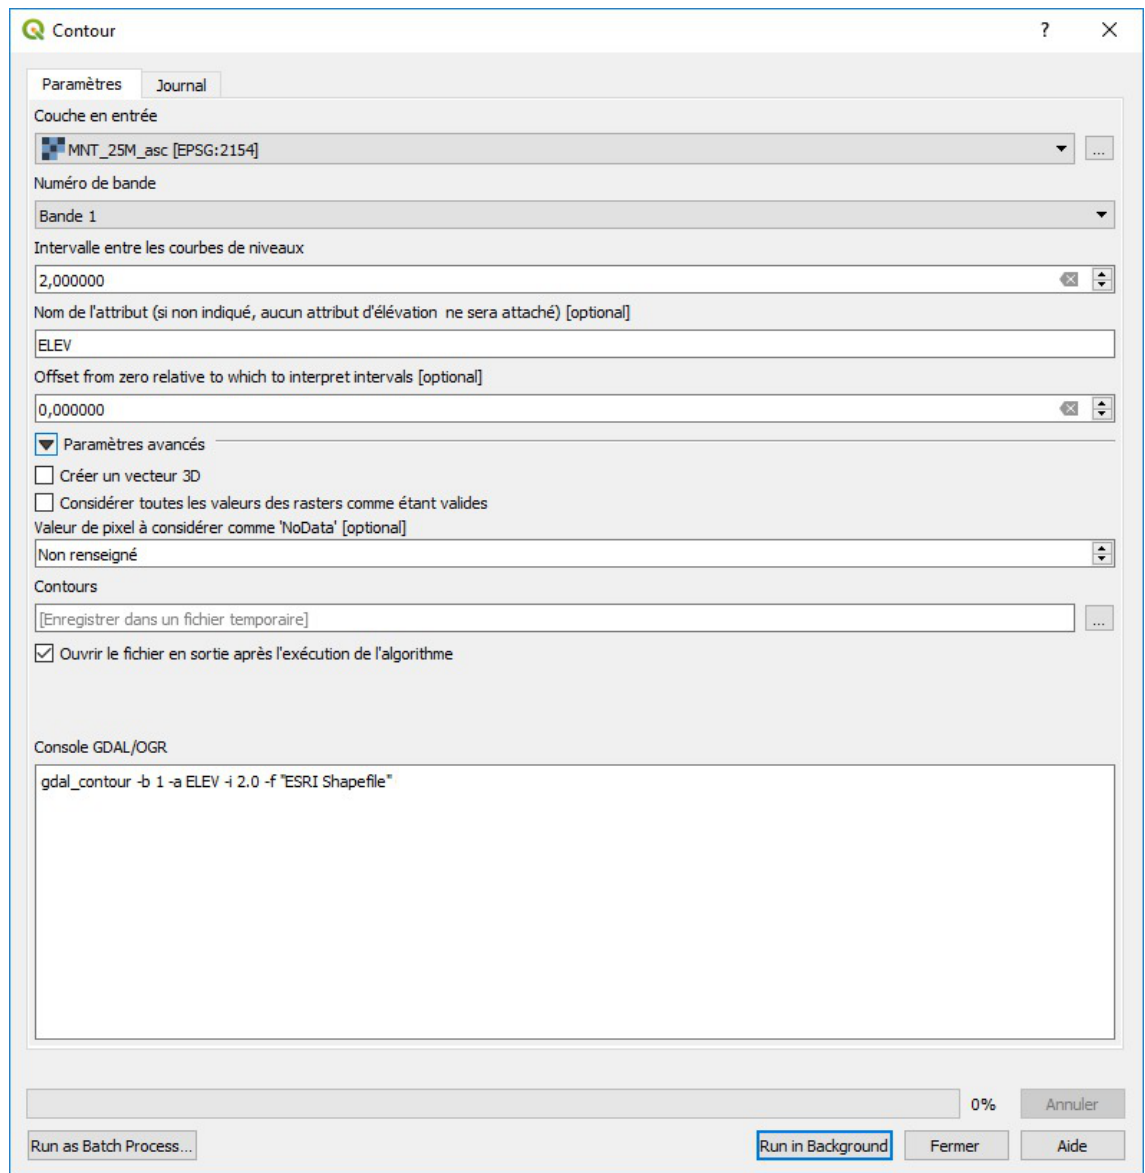 Contour
?
Paramètres
Journal
Couche en entrée
MNT_25M_asc [EPSG:2154]
...
Numéro de bande
Bande 1
Intervalle entre les courbes de niveaux
2,000000
Nom de l'attribut (si non indiqué, aucun attribut d'élévation  ne sera attaché) [optional]
ELEV
Offset from zero relative to which to interpret intervals [optional]
0,000000
Paramètres avancés
Créer un vecteur 3D
Considérer toutes les valeurs des rasters comme étant valides
Valeur de pixel à considérer comme 'NoData' [optional]
Non renseigné
Contours
[Enregistrer dans un fichier temporaire]
...
Ouvrir le fichier en sortie après l'exécution de l'algorithme
Console GDAL/OGR
gdal_contour -b 1 -a ELEV -i 2.0 -f "ESRI Shapefile"
0%
Annuler
Run as Batch Process...
Run in Background
Fermer
Aide